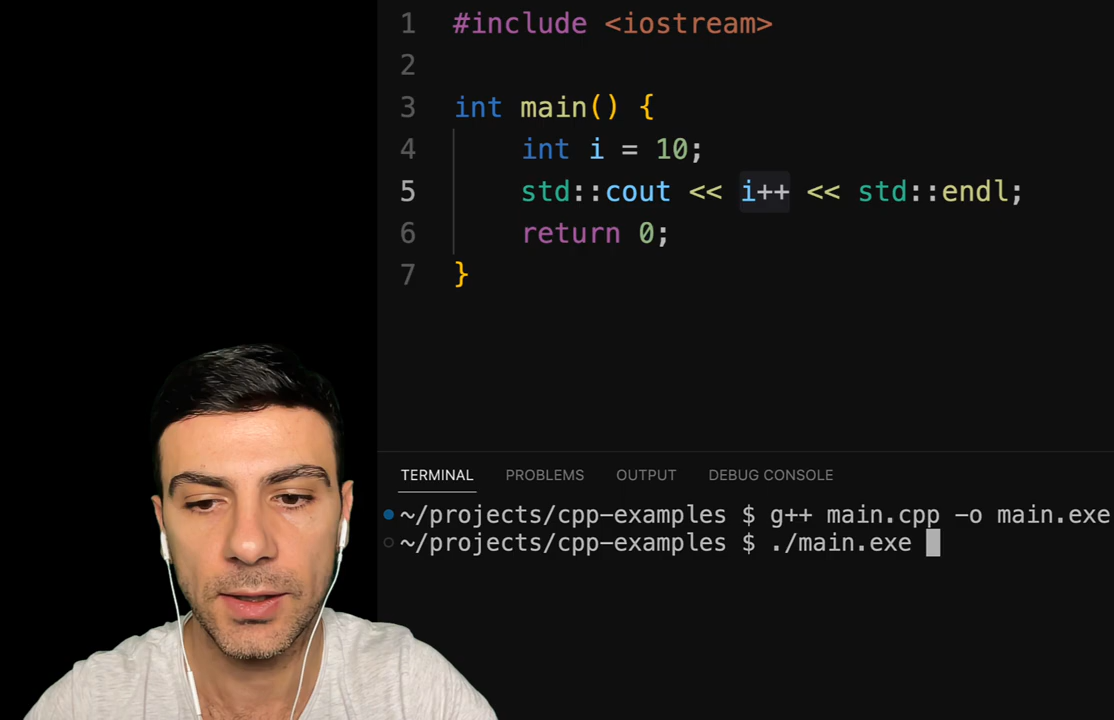 1 #include <iostream>
2
3 int main() {
4 int i = 10;
5 std::cout << i++ << std::endl;
6 return 0;
7 }
TERMINAL PROBLEMS OUTPUT DEBUG CONSOLE
~/projects/cpp-examples $ g++ main.cpp -o main.exe
~/projects/cpp-examples $ ./main.exe